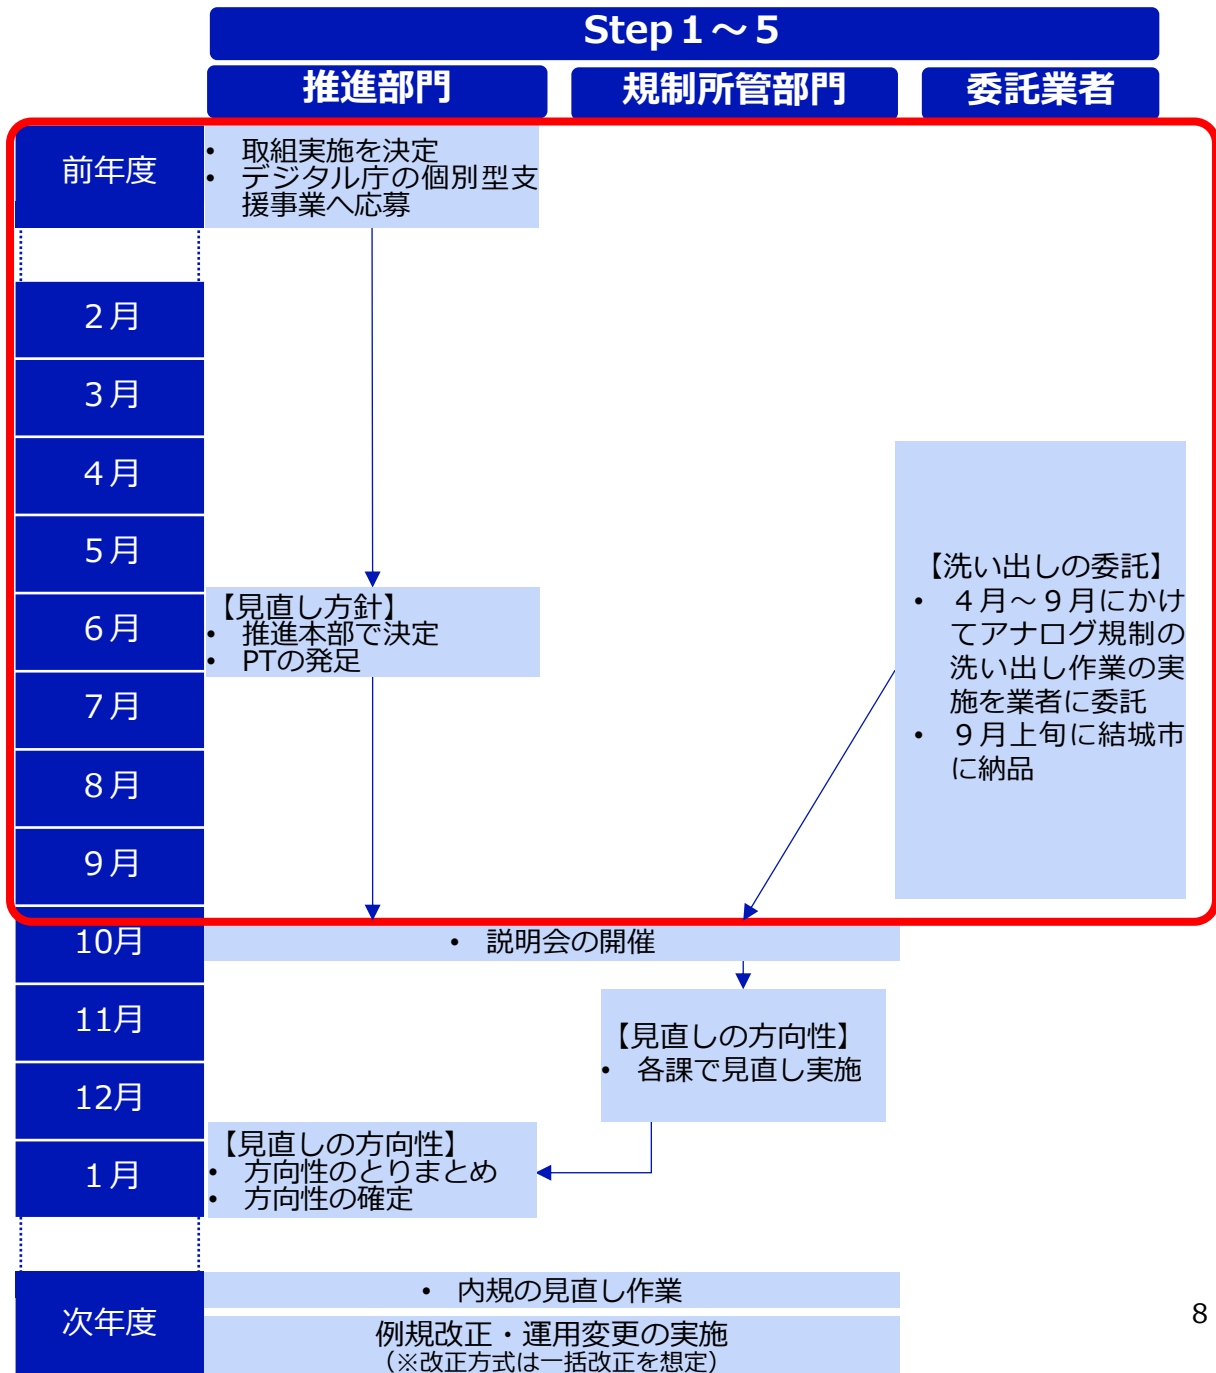 Step１～５
推進部門
規制所管部門
委託業者
前年度
• 取組実施を決定
• デジタル庁の個別型支
援事業へ応募
２月
３月
４月
５月
６月
７月
８月
９月
10月
11月
12月
１月
次年度
【見直し方針】
• 推進本部で決定
• PTの発足
【洗い出しの委託】
• ４月～９月にかけ
てアナログ規制の
洗い出し作業の実
施を業者に委託
• ９月上旬に結城市
に納品
• 説明会の開催
【見直しの方向性】
• 各課で見直し実施
【見直しの方向性】
• 方向性のとりまとめ
• 方向性の確定
• 内規の見直し作業
例規改正・運用変更の実施
（※改正方式は一括改正を想定）
8